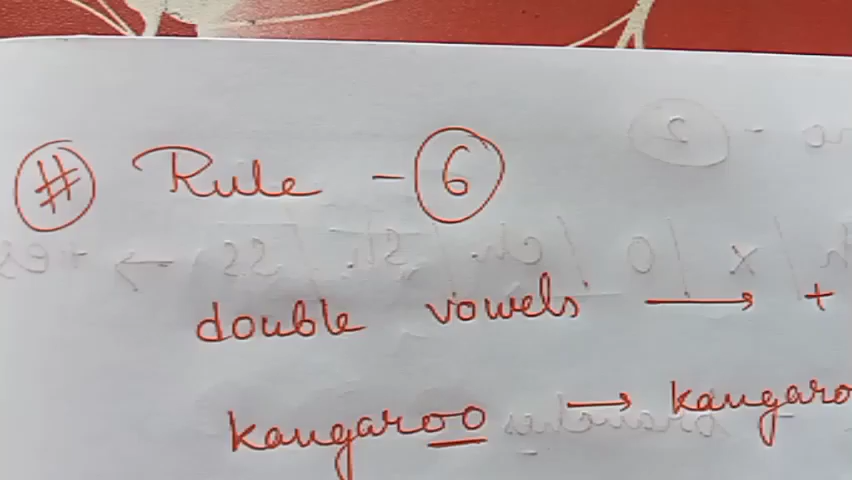 # Rule - 6
double vowels → +
kangaroo → kangaro